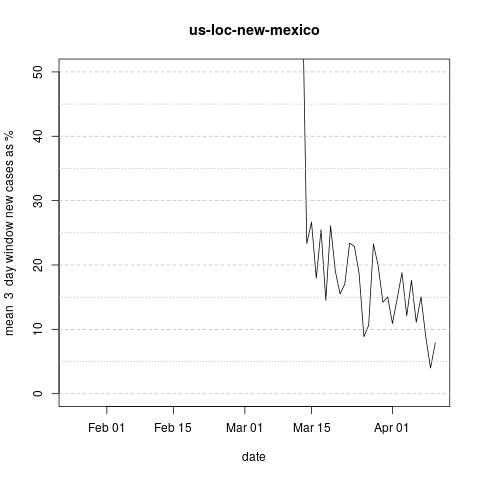 us-loc-new-mexico
mean 3 day window new cases as %
50
40
30
20
10
0
Feb 01
Feb 15
Mar 01
Mar 15
Apr 01
date